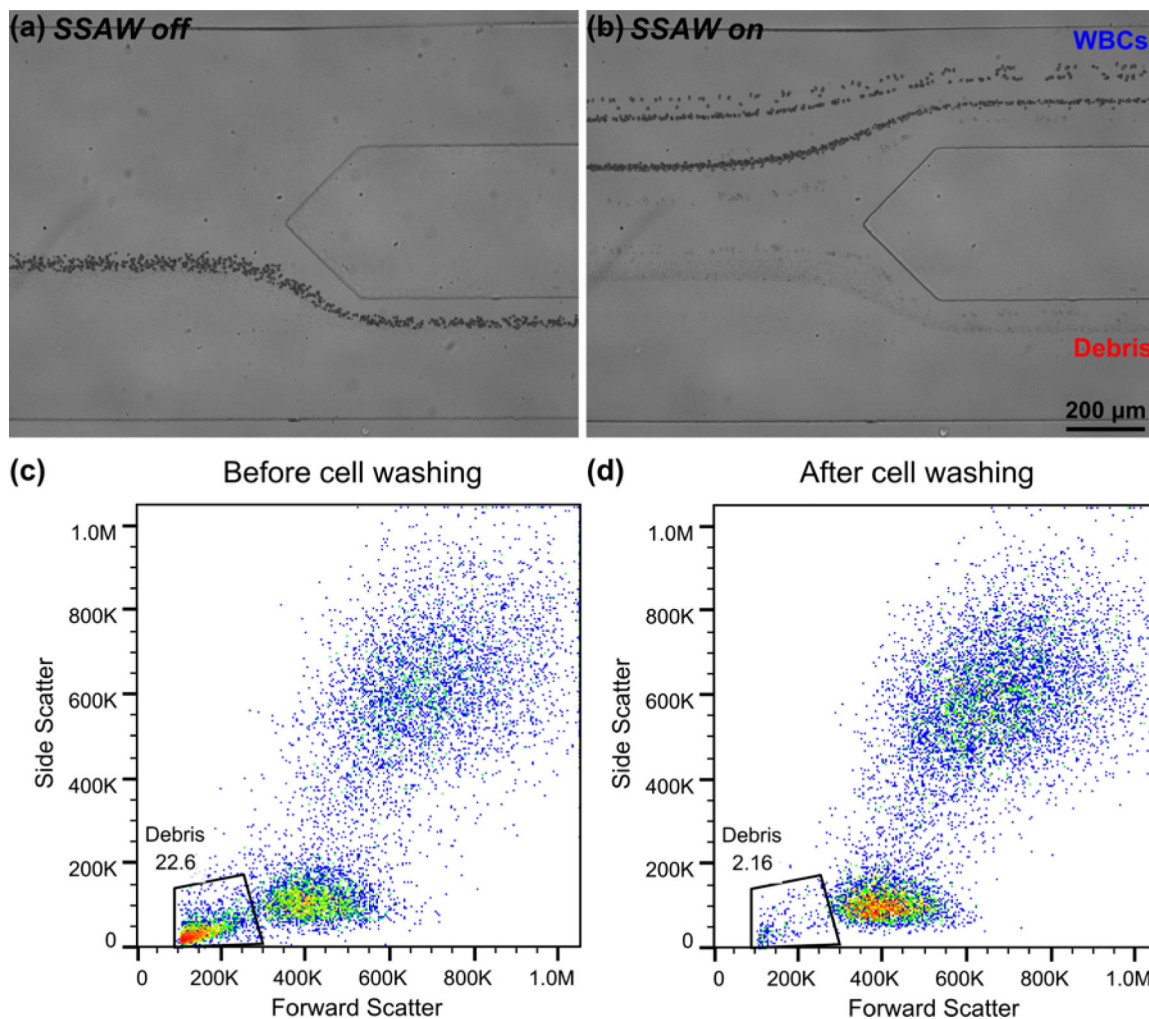 (a) SSAW off
(b) SSAW on
WBCs
Debris
200 µm
(c) Before cell washing
1.0M
800K
600K
400K
200K
0
Side Scatter
Debris
22.6
0 200K 400K 600K 800K 1.0M
Forward Scatter
(d) After cell washing
1.0M
800K
600K
400K
200K
0
Side Scatter
Debris
2.16
0 200K 400K 600K 800K 1.0M
Forward Scatter